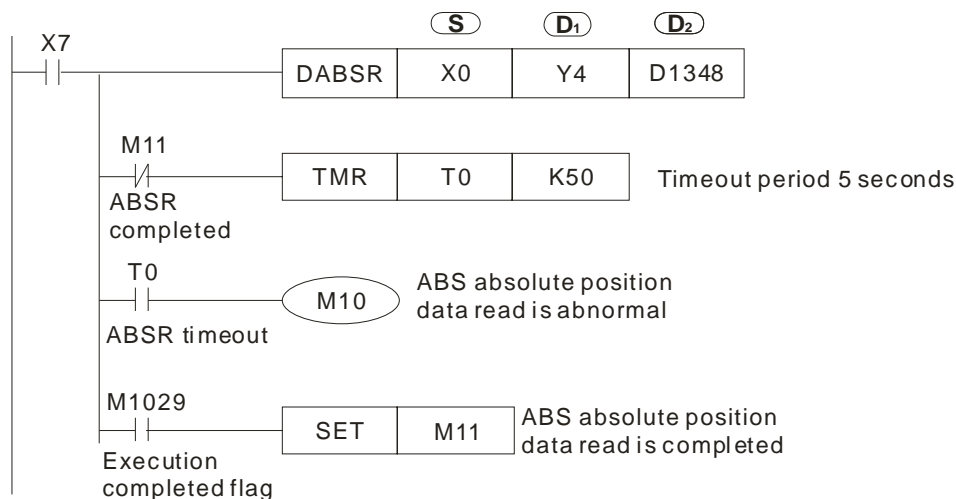 S D₁ D₂
X7
DABSR X0 Y4 D1348
M11
TMR T0 K50 Timeout period 5 seconds
ABSR
completed
T0
M10
ABS absolute position
data read is abnormal
ABSR timeout
M1029
SET M11
ABS absolute position
data read is completed
Execution
completed flag